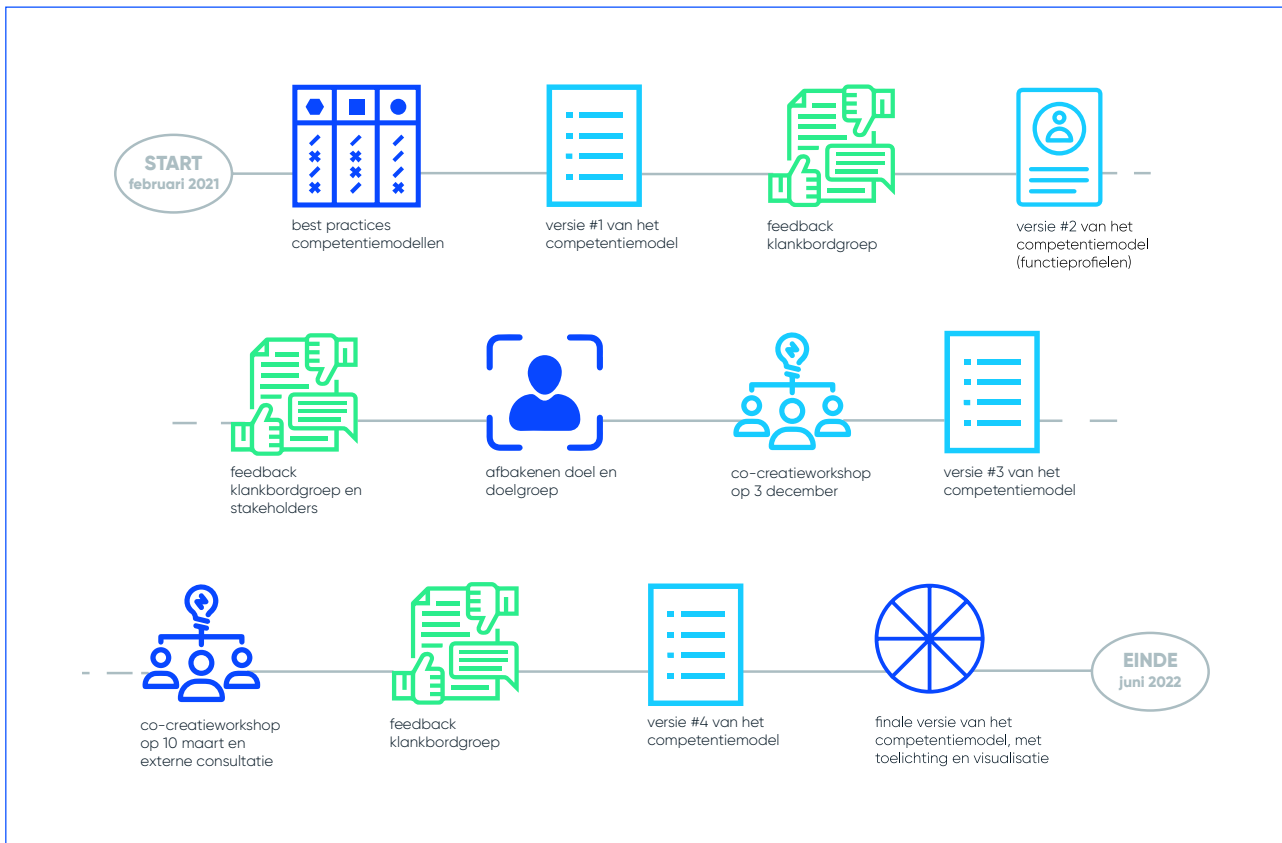 START
februari 2021
best practices
competentiemodellen
versie #1 van het
competentiemodel
feedback
klankbordgroep
versie #2 van het
competentiemodel
(functieprofielen)
feedback
klankbordgroep en
stakeholders
afbakenen doel en
doelgroep
co-creatieworkshop
op 3 december
versie #3 van het
competentiemodel
co-creatieworkshop
op 10 maart en
externe consultatie
feedback
klankbordgroep
versie #4 van het
competentiemodel
finale versie van het
competentiemodel, met
toelichting en visualisatie
EINDE
juni 2022